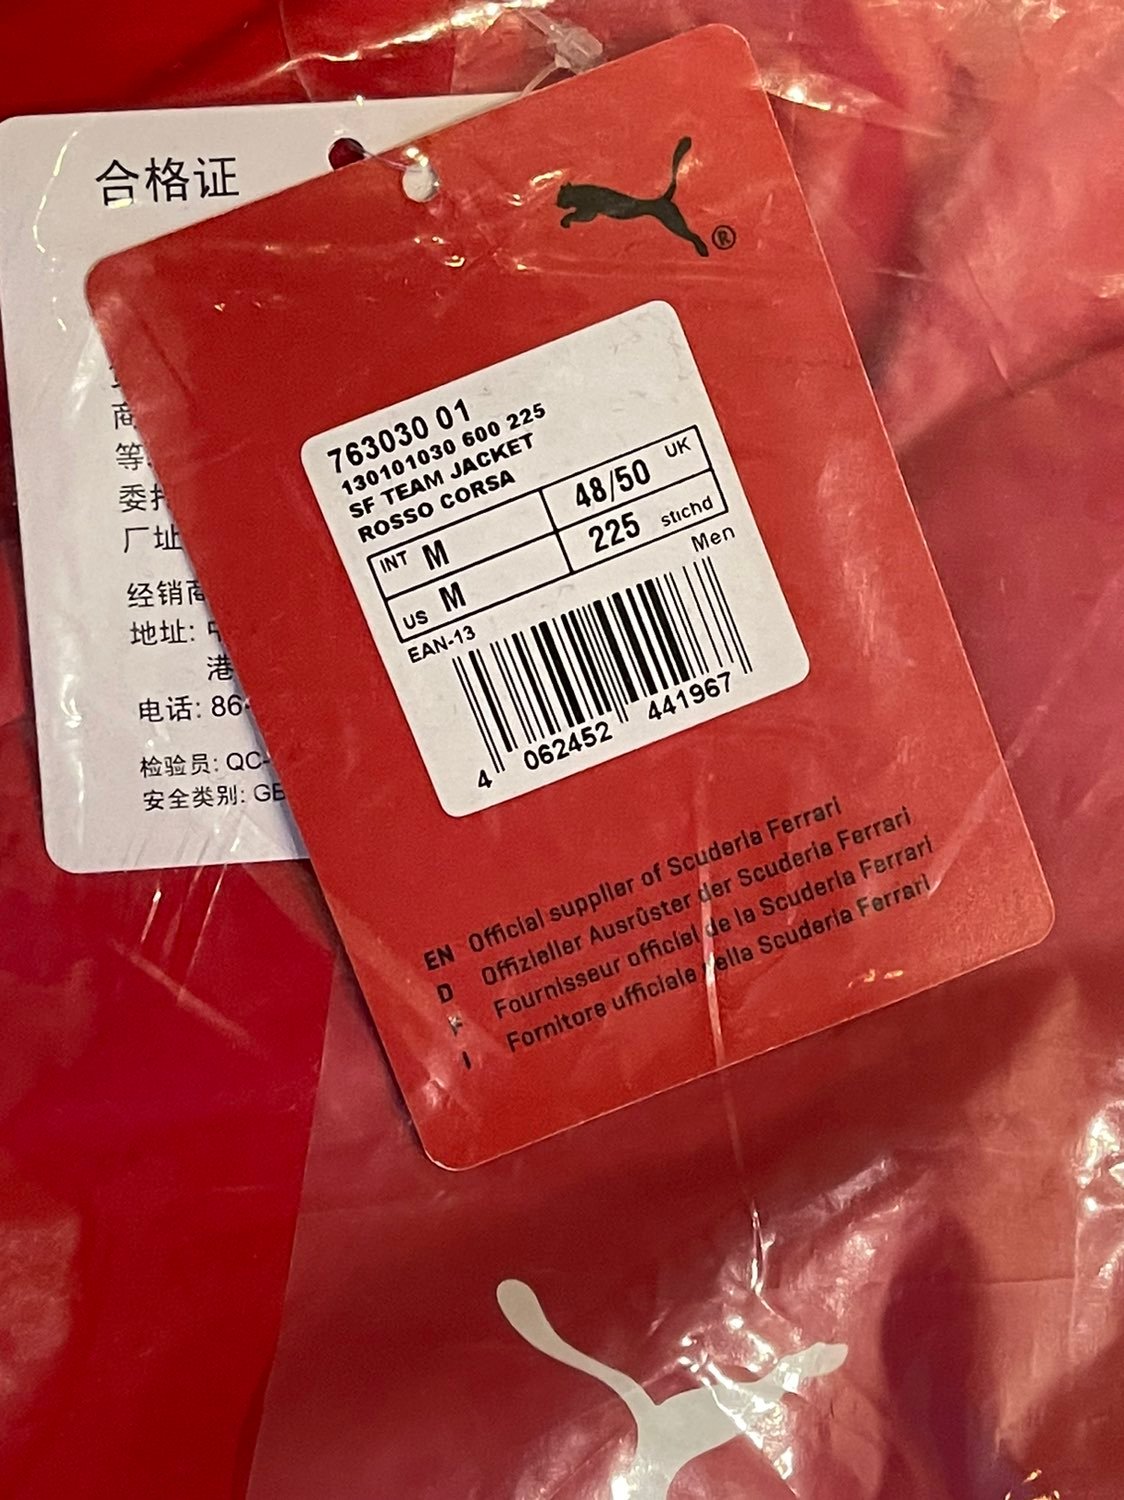 合格证
商
等
委托
厂址
经销商
地址: 中
港
电话: 86-
检验员: QC-
安全类别: GB
®
763030 01
130101030 600 225
SF TEAM JACKET
ROSSO CORSA
INT M 48/50 UK
US M 225 stichd
Men
EAN-13
4 062452 441967
EN Official supplier of Scuderia Ferrari
D Offizieller Ausrüster der Scuderia Ferrari
F Fournisseur officiel de la Scuderia Ferrari
I Fornitore ufficiale della Scuderia Ferrari